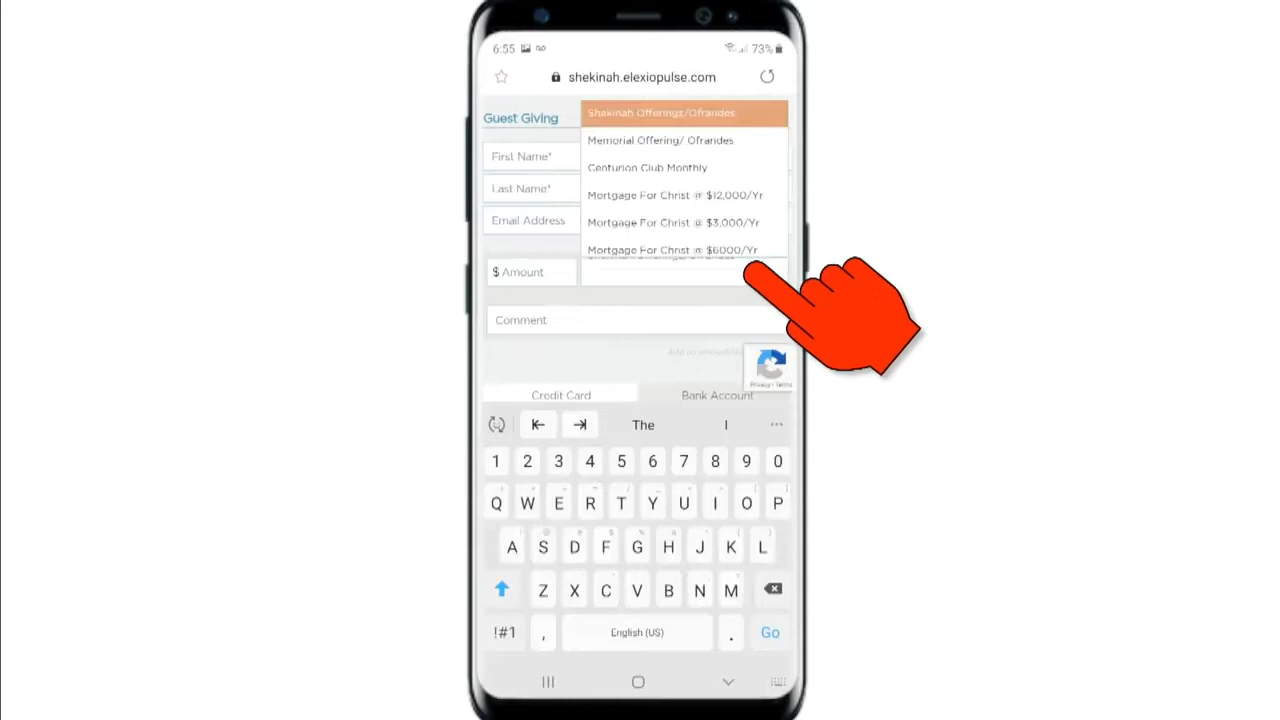 6:55 73%
shekinah.elexiopulse.com
Guest Giving
Shekinah Offerings/Ofrandes
Memorial Offering/ Ofrandes
Centurion Club Monthly
Mortgage For Christ @ $12,000/Yr
Mortgage For Christ @ $3,000/Yr
Mortgage For Christ @ $6000/Yr
First Name*
Last Name*
Email Address
$ Amount
Comment
Privacy - Terms
Credit Card Bank Account
The I ...
1 2 3 4 5 6 7 8 9 0
Q W E R T Y U I O P
A S D F G H J K L
Z X C V B N M
!#1 , English (US) . Go